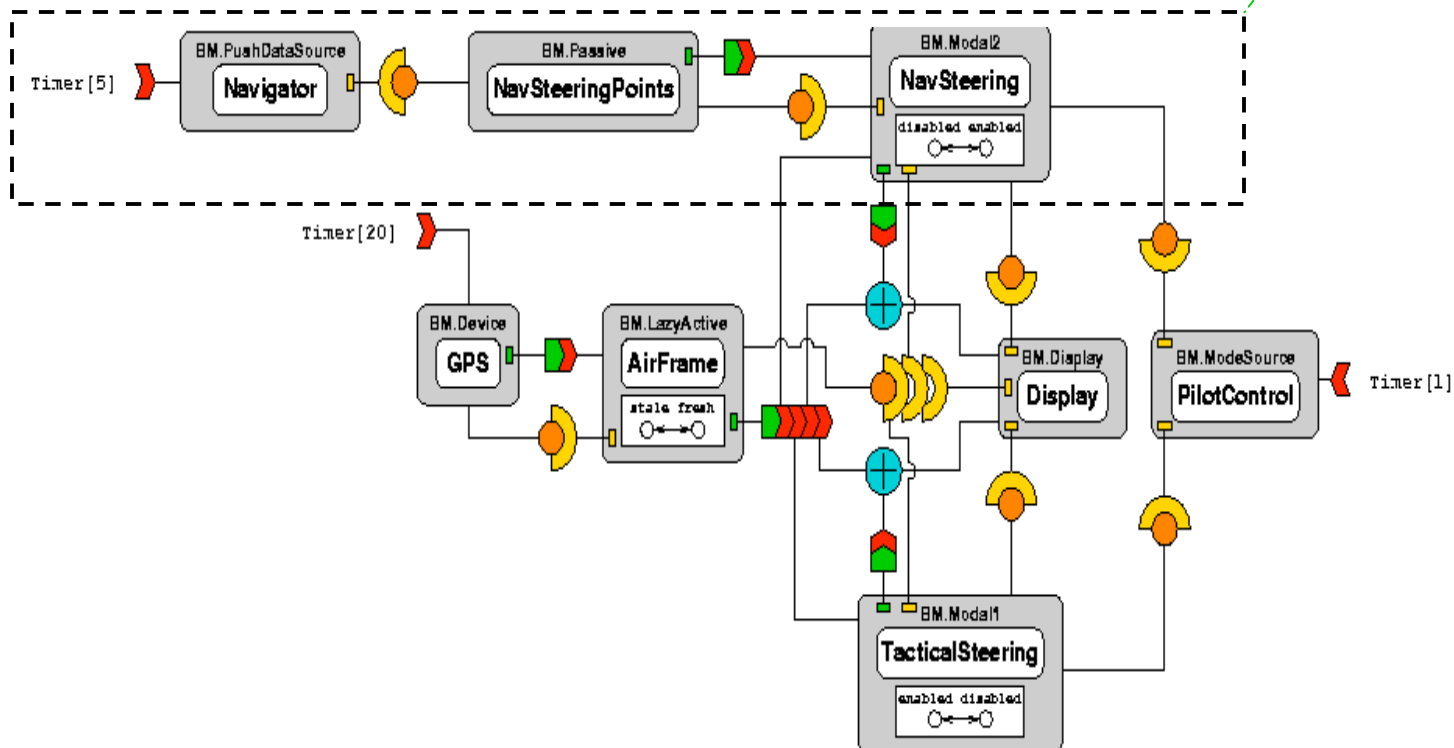 Timer[5]
BM.PushDataSource
Navigator
BM.Passive
NavSteeringPoints
BM.Modal2
NavSteering
disabled enabled
Timer[20]
BM.Device
GPS
BM.LazyActive
AirFrame
stale fresh
BM.Display
Display
BM.ModeSource
PilotControl
Timer[1]
BM.Modal1
TacticalSteering
enabled disabled